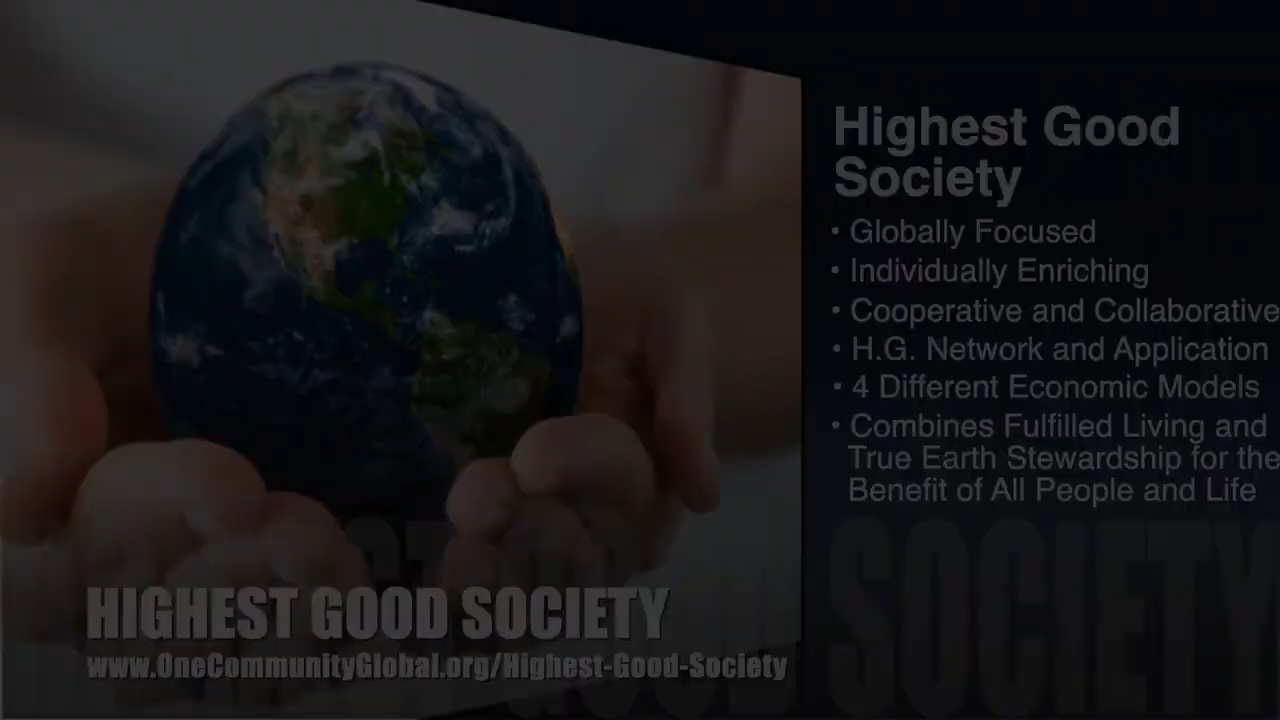 Highest Good
Society
• Globally Focused
• Individually Enriching
• Cooperative and Collaborative
• H.G. Network and Application
• 4 Different Economic Models
• Combines Fulfilled Living and
True Earth Stewardship for the
Benefit of All People and Life
HIGHEST GOOD SOCIETY
www.OneCommunityGlobal.org/Highest-Good-Society
GOOD SOCIETY